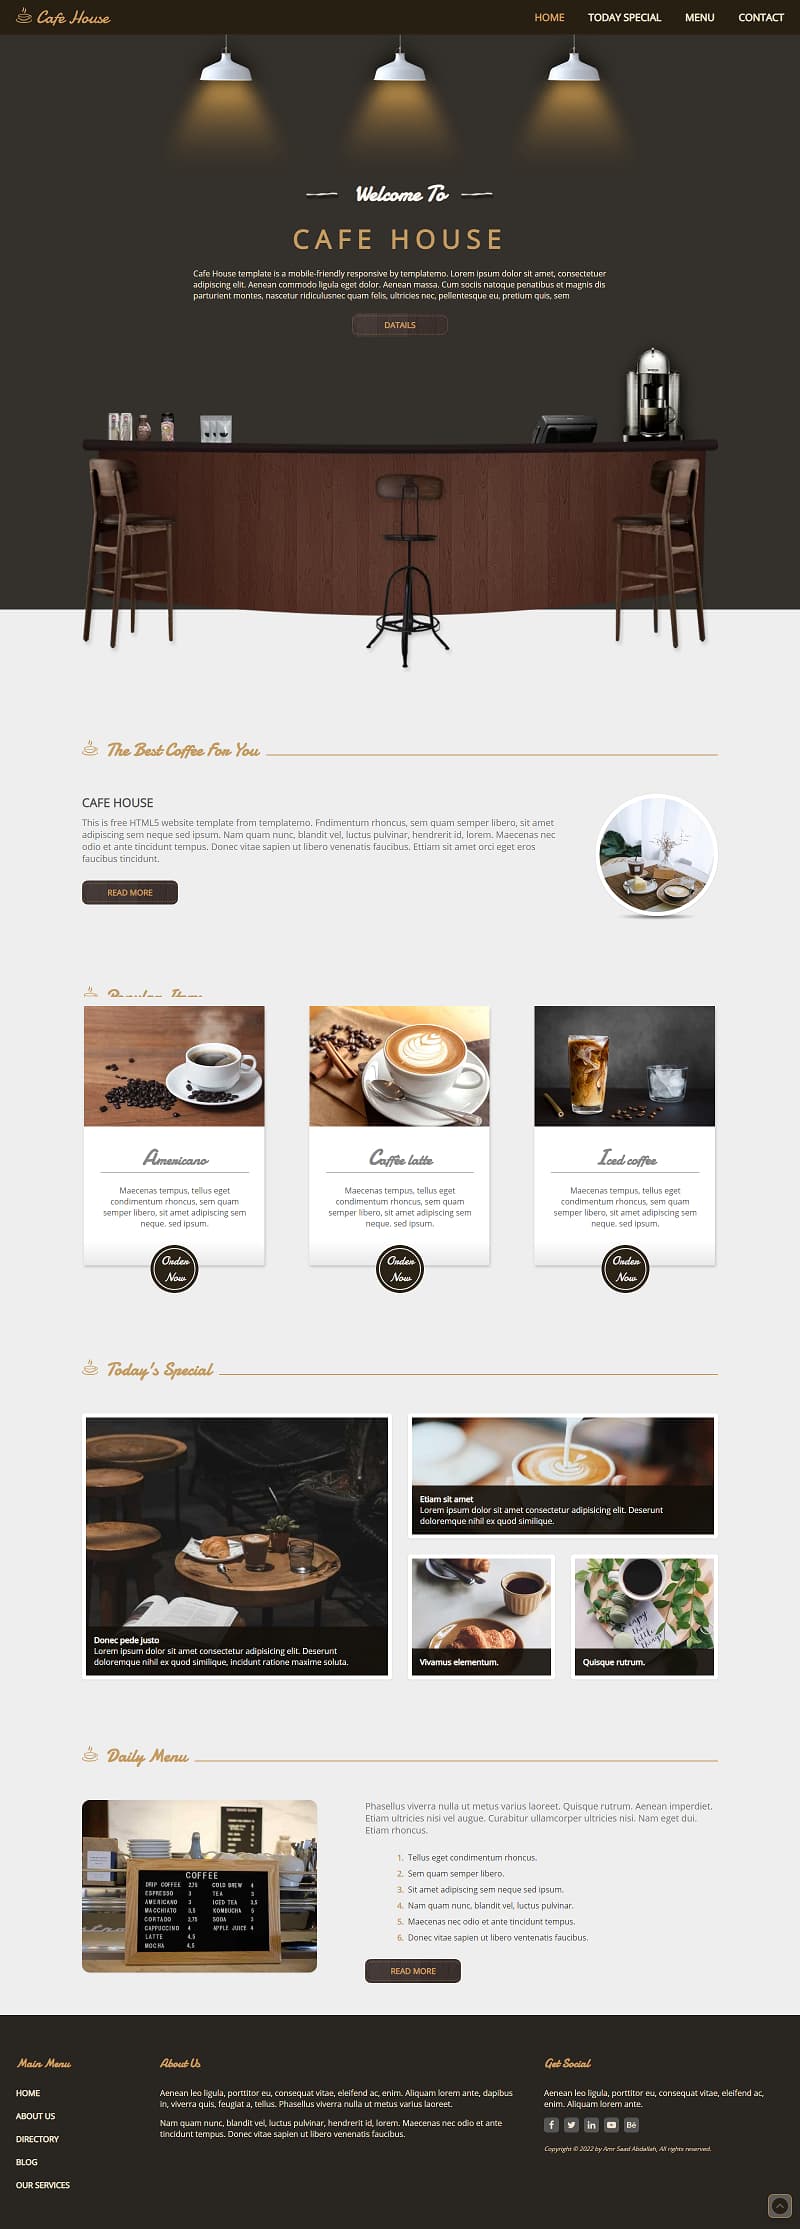 Cafe House
HOME TODAY SPECIAL MENU CONTACT
Welcome To
CAFE HOUSE
Cafe House template is a mobile-friendly responsive by templatemo. Lorem ipsum dolor sit amet, consectetuer
adipiscing elit. Aenean commodo ligula eget dolor. Aenean massa. Cum sociis natoque penatibus et magnis dis
parturient montes, nascetur ridiculusnec quam felis, ultricies nec, pellentesque eu, pretium quis, sem
DATAILS
The Best Coffee For You
CAFE HOUSE
This is free HTML5 website template from templatemo. Fndimentum rhoncus, sem quam semper libero, sit amet
adipiscing sem neque sed ipsum. Nam quam nunc, blandit vel, luctus pulvinar, hendrerit id, lorem. Maecenas nec
odio et ante tincidunt tempus. Donec vitae sapien ut libero venenatis faucibus. Ettiam sit amet orci eget eros
faucibus tincidunt.
READ MORE
Popular Item
Americano
Maecenas tempus, tellus eget
condimentum rhoncus, sem quam
semper libero, sit amet adipiscing sem
neque. sed ipsum.
Order
Now
Caffè latte
Maecenas tempus, tellus eget
condimentum rhoncus, sem quam
semper libero, sit amet adipiscing sem
neque. sed ipsum.
Order
Now
Iced coffee
Maecenas tempus, tellus eget
condimentum rhoncus, sem quam
semper libero, sit amet adipiscing sem
neque. sed ipsum.
Order
Now
Today's Special
Donec pede justo
Lorem ipsum dolor sit amet consectetur adipisicing elit. Deserunt
doloremque nihil ex quod similique, incidunt ratione maxime soluta.
Etiam sit amet
Lorem ipsum dolor sit amet consectetur adipisicing elit. Deserunt
doloremque nihil ex quod similique.
Vivamus elementum.
enjoy
the
little
things
Quisque rutrum.
Daily Menu
COFFEE
DRIP COFFEE 2,75 COLD BREW 4
ESPRESSO 3 TEA 3
AMERICANO 3 ICED TEA 3,5
MACCHIATO 3,5 KOMBUCHA 5
CORTADO 3,75 SODA 3
CAPPUCCINO 4 APPLE JUICE 4
LATTE 4,5
MOCHA 4,5
Phasellus viverra nulla ut metus varius laoreet. Quisque rutrum. Aenean imperdiet.
Etiam ultricies nisi vel augue. Curabitur ullamcorper ultricies nisi. Nam eget dui.
Etiam rhoncus.
1. Tellus eget condimentum rhoncus.
2. Sem quam semper libero.
3. Sit amet adipiscing sem neque sed ipsum.
4. Nam quam nunc, blandit vel, luctus pulvinar.
5. Maecenas nec odio et ante tincidunt tempus.
6. Donec vitae sapien ut libero ventenatis faucibus.
READ MORE
Main Menu
HOME
ABOUT US
DIRECTORY
BLOG
OUR SERVICES
About Us
Aenean leo ligula, porttitor eu, consequat vitae, eleifend ac, enim. Aliquam lorem ante, dapibus
in, viverra quis, feugiat a, tellus. Phasellus viverra nulla ut metus varius laoreet.
Nam quam nunc, blandit vel, luctus pulvinar, hendrerit id, lorem. Maecenas nec odio et ante
tincidunt tempus. Donec vitae sapien ut libero venenatis faucibus.
Get Social
Aenean leo ligula, porttitor eu, consequat vitae, eleifend ac,
enim. Aliquam lorem ante.
Copyright © 2022 by Amr Saad Abdallah, All rights reserved.